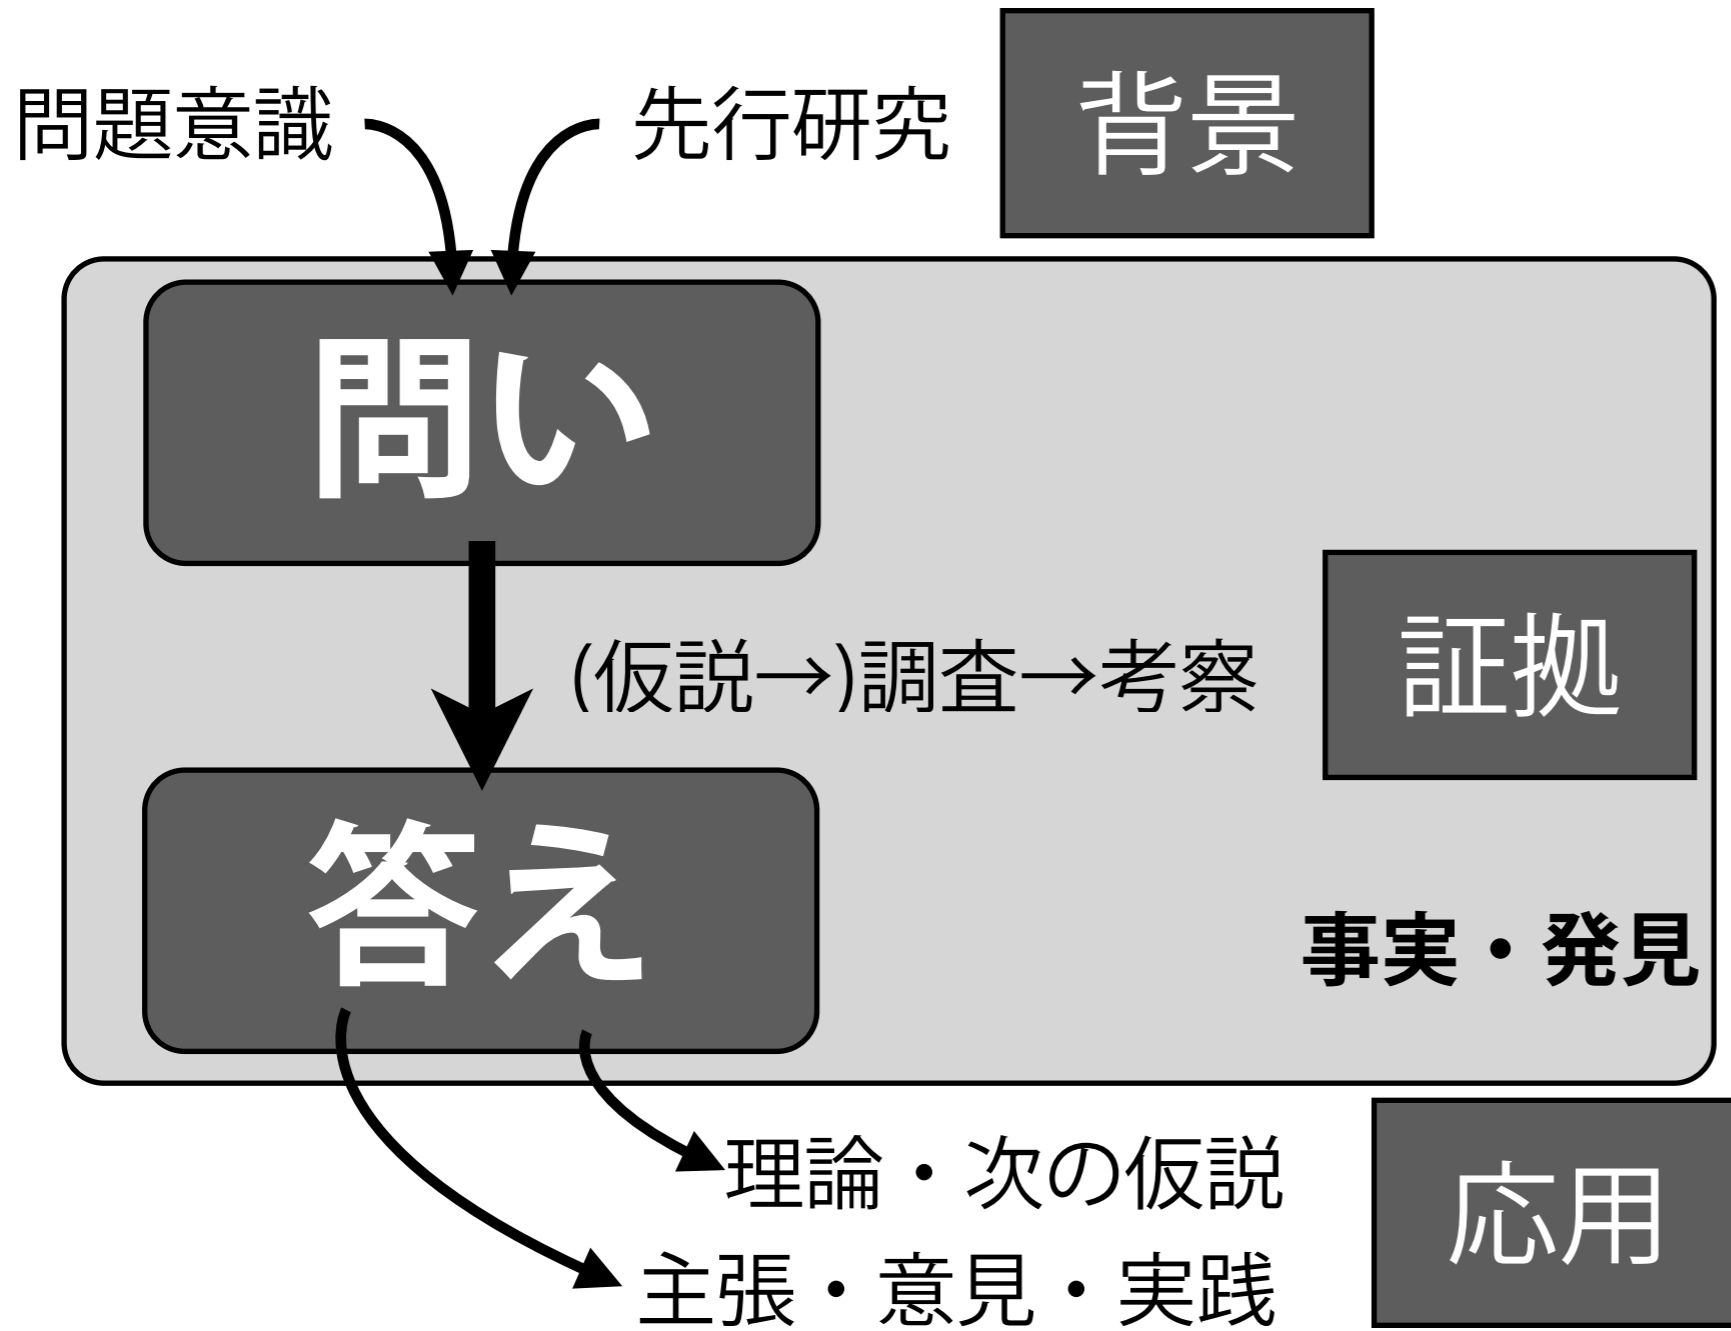 問題意識
先行研究
背景
問い
(仮説→)調査→考察
証拠
答え
事実・発見
理論・次の仮説
応用
主張・意見・実践